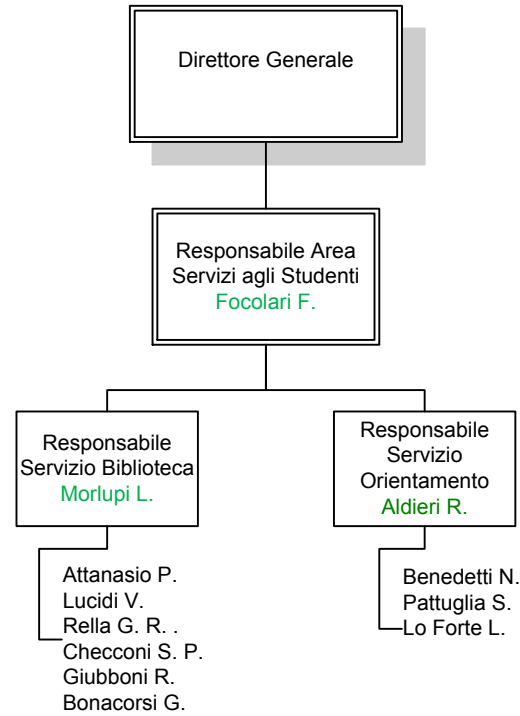 Direttore Generale
Responsabile Area
Servizi agli Studenti
Focolari F.
Responsabile
Servizio Biblioteca
Morlupi L.
Attanasio P.
Lucidi V.
Rella G. R. .
Checconi S. P.
Giubboni R.
Bonacorsi G.
Responsabile
Servizio
Orientamento
Aldieri R.
Benedetti N.
Pattuglia S.
Lo Forte L.